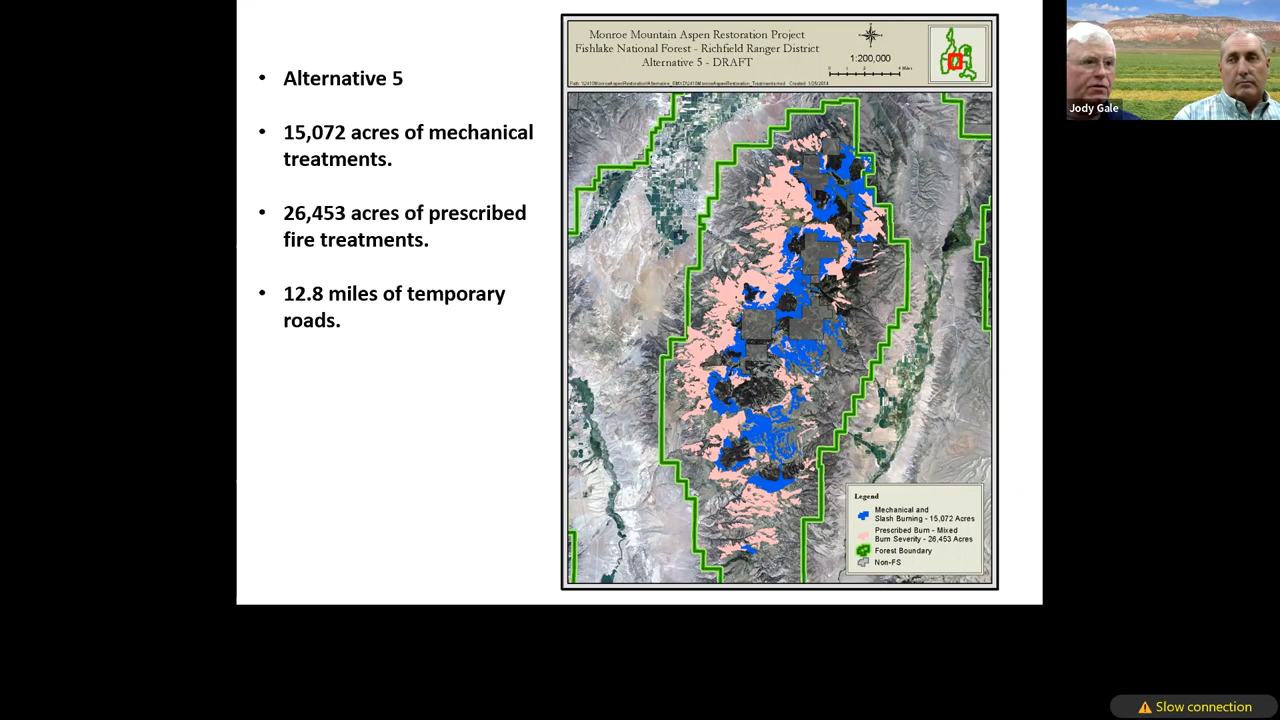 • Alternative 5
• 15,072 acres of mechanical
treatments.
• 26,453 acres of prescribed
fire treatments.
• 12.8 miles of temporary
roads.
Monroe Mountain Aspen Restoration Project
Fishlake National Forest - Richfield Ranger District
Alternative 5 - DRAFT
1:200,000
Legend
Mechanical and
Slash Burning - 15,072 Acres
Prescribed Burn - Mixed
Burn Severity - 26,453 Acres
Forest Boundary
Non-FS
Jody Gale
Slow connection